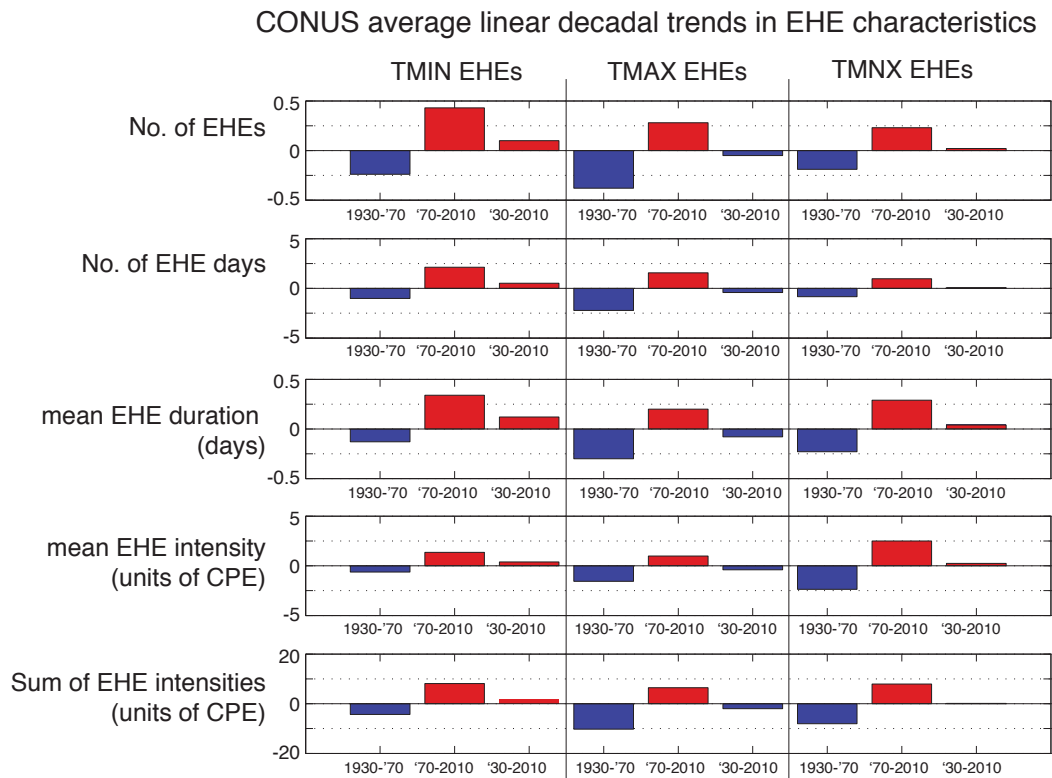 CONUS average linear decadal trends in EHE characteristics
TMIN EHEs TMAX EHEs TMNX EHEs
No. of EHEs
0.5
0
-0.5
1930-'70 '70-2010 '30-2010 1930-'70 '70-2010 '30-2010 1930-'70 '70-2010 '30-2010
No. of EHE days
5
0
-5
1930-'70 '70-2010 '30-2010 1930-'70 '70-2010 '30-2010 1930-'70 '70-2010 '30-2010
mean EHE duration
(days)
0.5
0
-0.5
1930-'70 '70-2010 '30-2010 1930-'70 '70-2010 '30-2010 1930-'70 '70-2010 '30-2010
mean EHE intensity
(units of CPE)
5
0
-5
1930-'70 '70-2010 '30-2010 1930-'70 '70-2010 '30-2010 1930-'70 '70-2010 '30-2010
Sum of EHE intensities
(units of CPE)
20
0
-20
1930-'70 '70-2010 '30-2010 1930-'70 '70-2010 '30-2010 1930-'70 '70-2010 '30-2010